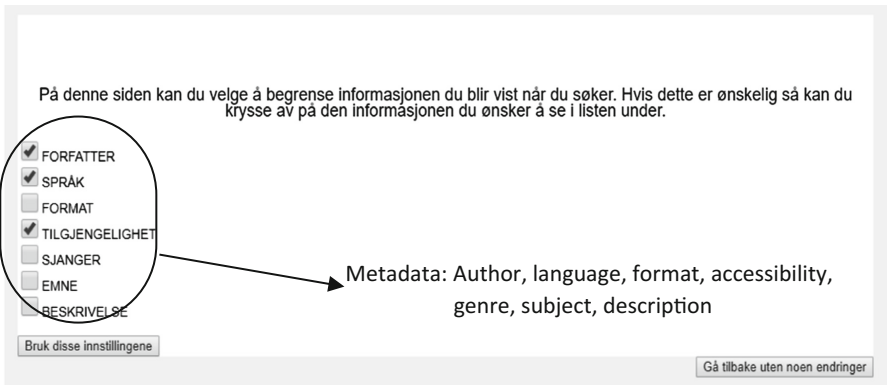 På denne siden kan du velge å begrense informasjonen du blir vist når du søker. Hvis dette er ønskelig så kan du
krysse av på den informasjonen du ønsker å se i listen under.
FORFATTER
SPRÅK
FORMAT
TILGJENGELIGHET
SJANGER
EMNE
BESKRIVELSE
Metadata: Author, language, format, accessibility,
genre, subject, description
Bruk disse innstillingene
Gå tilbake uten noen endringer